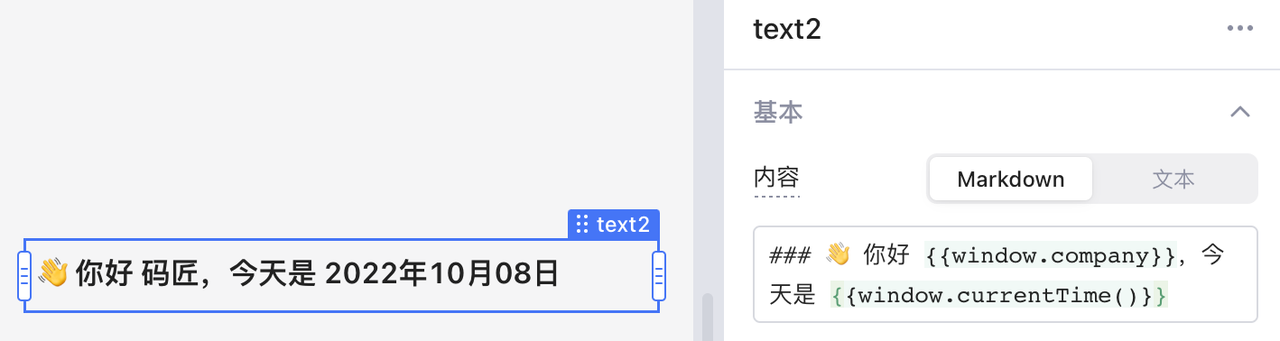 text2
👋 你好 码匠，今天是 2022年10月08日
text2
基本
内容
Markdown
文本
### 👋 你好 {{window.company}}，今
天是 {{window.currentTime()}}